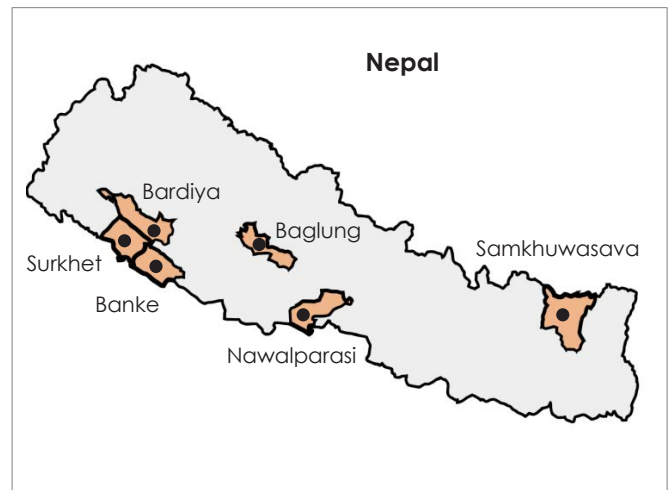 Nepal
Bardiya
Baglung
Samkhuwasava
Surkhet
Banke
Nawalparasi